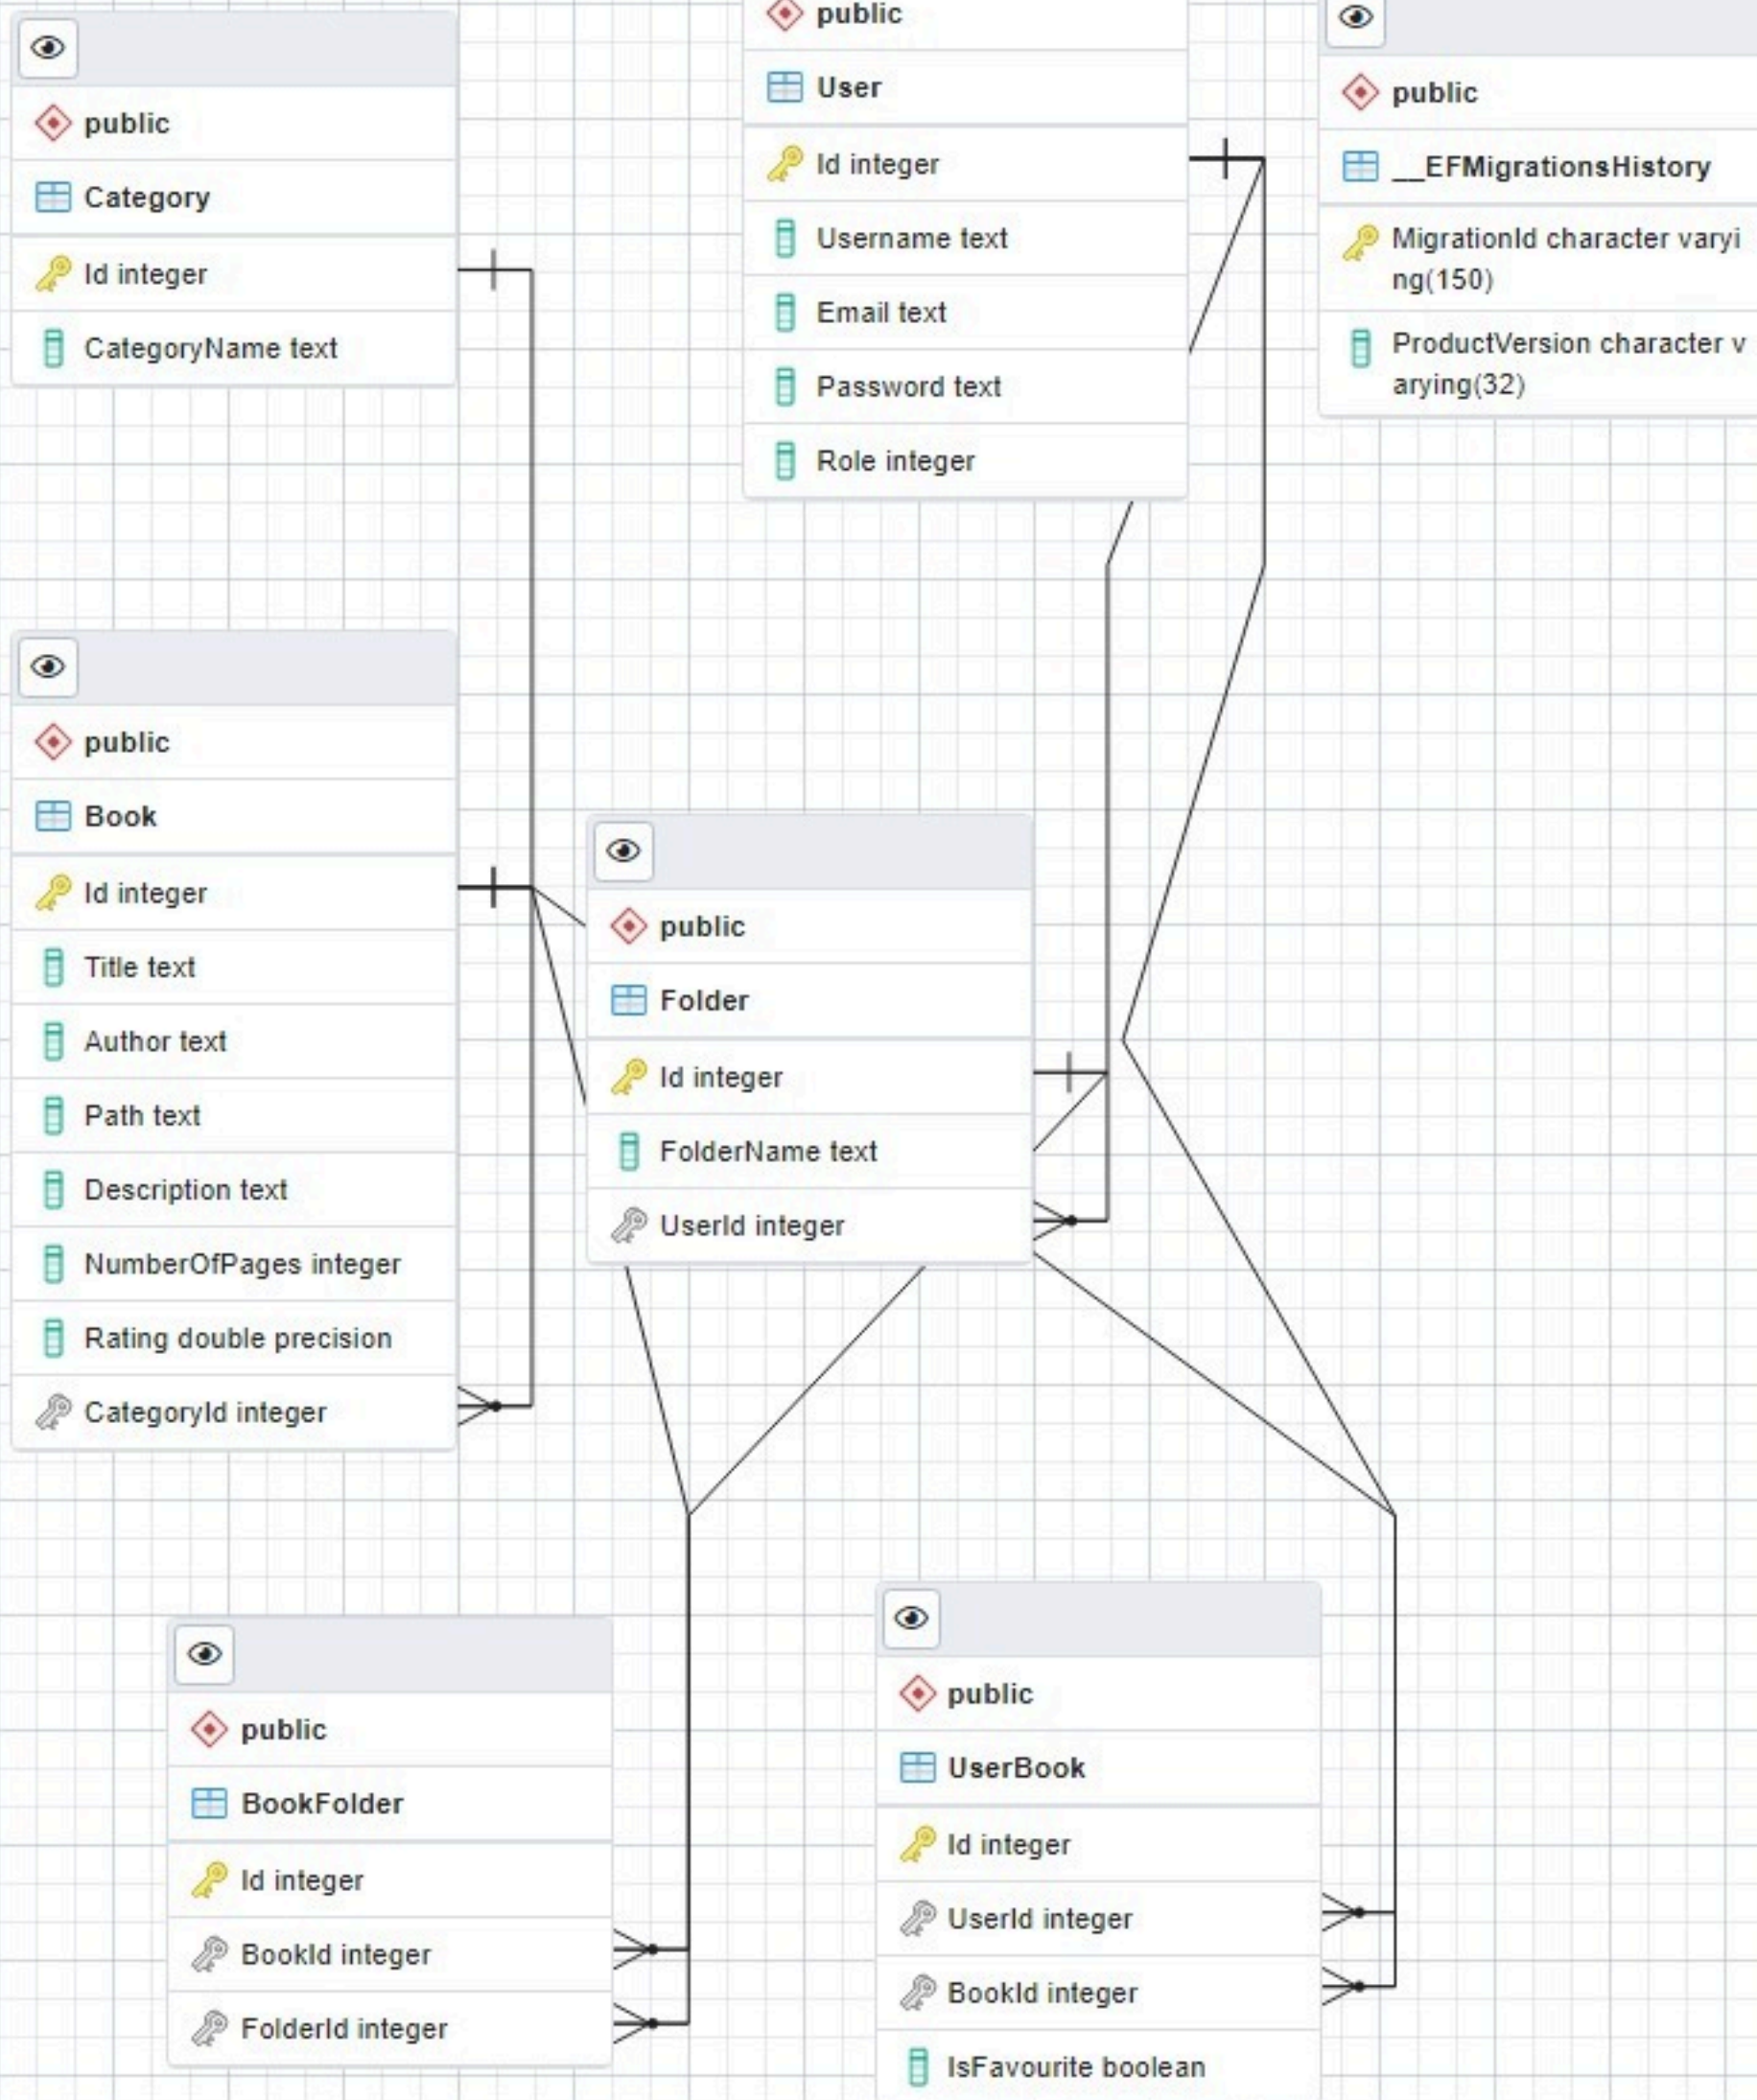 public
Category
Id integer
CategoryName text
public
User
Id integer
Username text
Email text
Password text
Role integer
public
__EFMigrationsHistory
MigrationId character varyi
ng(150)
ProductVersion character v
arying(32)
public
Book
Id integer
Title text
Author text
Path text
Description text
NumberOfPages integer
Rating double precision
CategoryId integer
public
Folder
Id integer
FolderName text
UserId integer
public
BookFolder
Id integer
BookId integer
FolderId integer
public
UserBook
Id integer
UserId integer
BookId integer
IsFavourite boolean